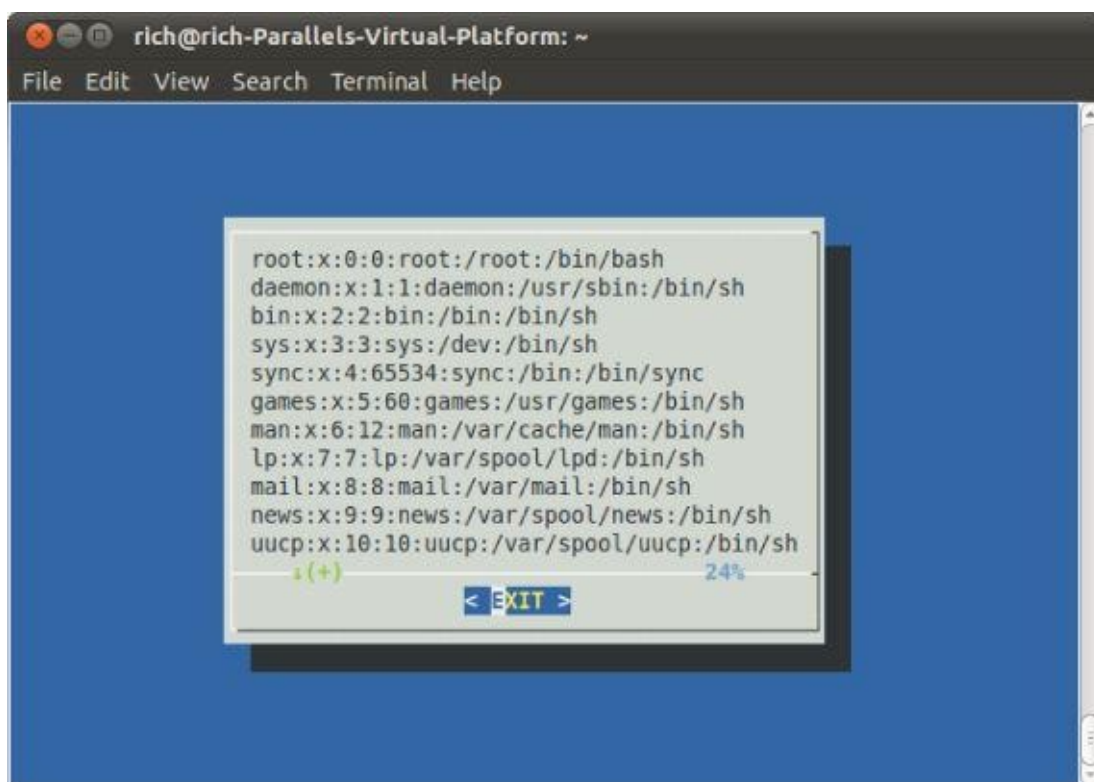 rich@rich-Parallels-Virtual-Platform: ~
File Edit View Search Terminal Help
root:x:0:0:root:/root:/bin/bash
daemon:x:1:1:daemon:/usr/sbin:/bin/sh
bin:x:2:2:bin:/bin:/bin/sh
sys:x:3:3:sys:/dev:/bin/sh
sync:x:4:65534:sync:/bin:/bin/sync
games:x:5:60:games:/usr/games:/bin/sh
man:x:6:12:man:/var/cache/man:/bin/sh
lp:x:7:7:lp:/var/spool/lpd:/bin/sh
mail:x:8:8:mail:/var/mail:/bin/sh
news:x:9:9:news:/var/spool/news:/bin/sh
uucp:x:10:10:uucp:/var/spool/uucp:/bin/sh
↓(+) 24%
< EXIT >